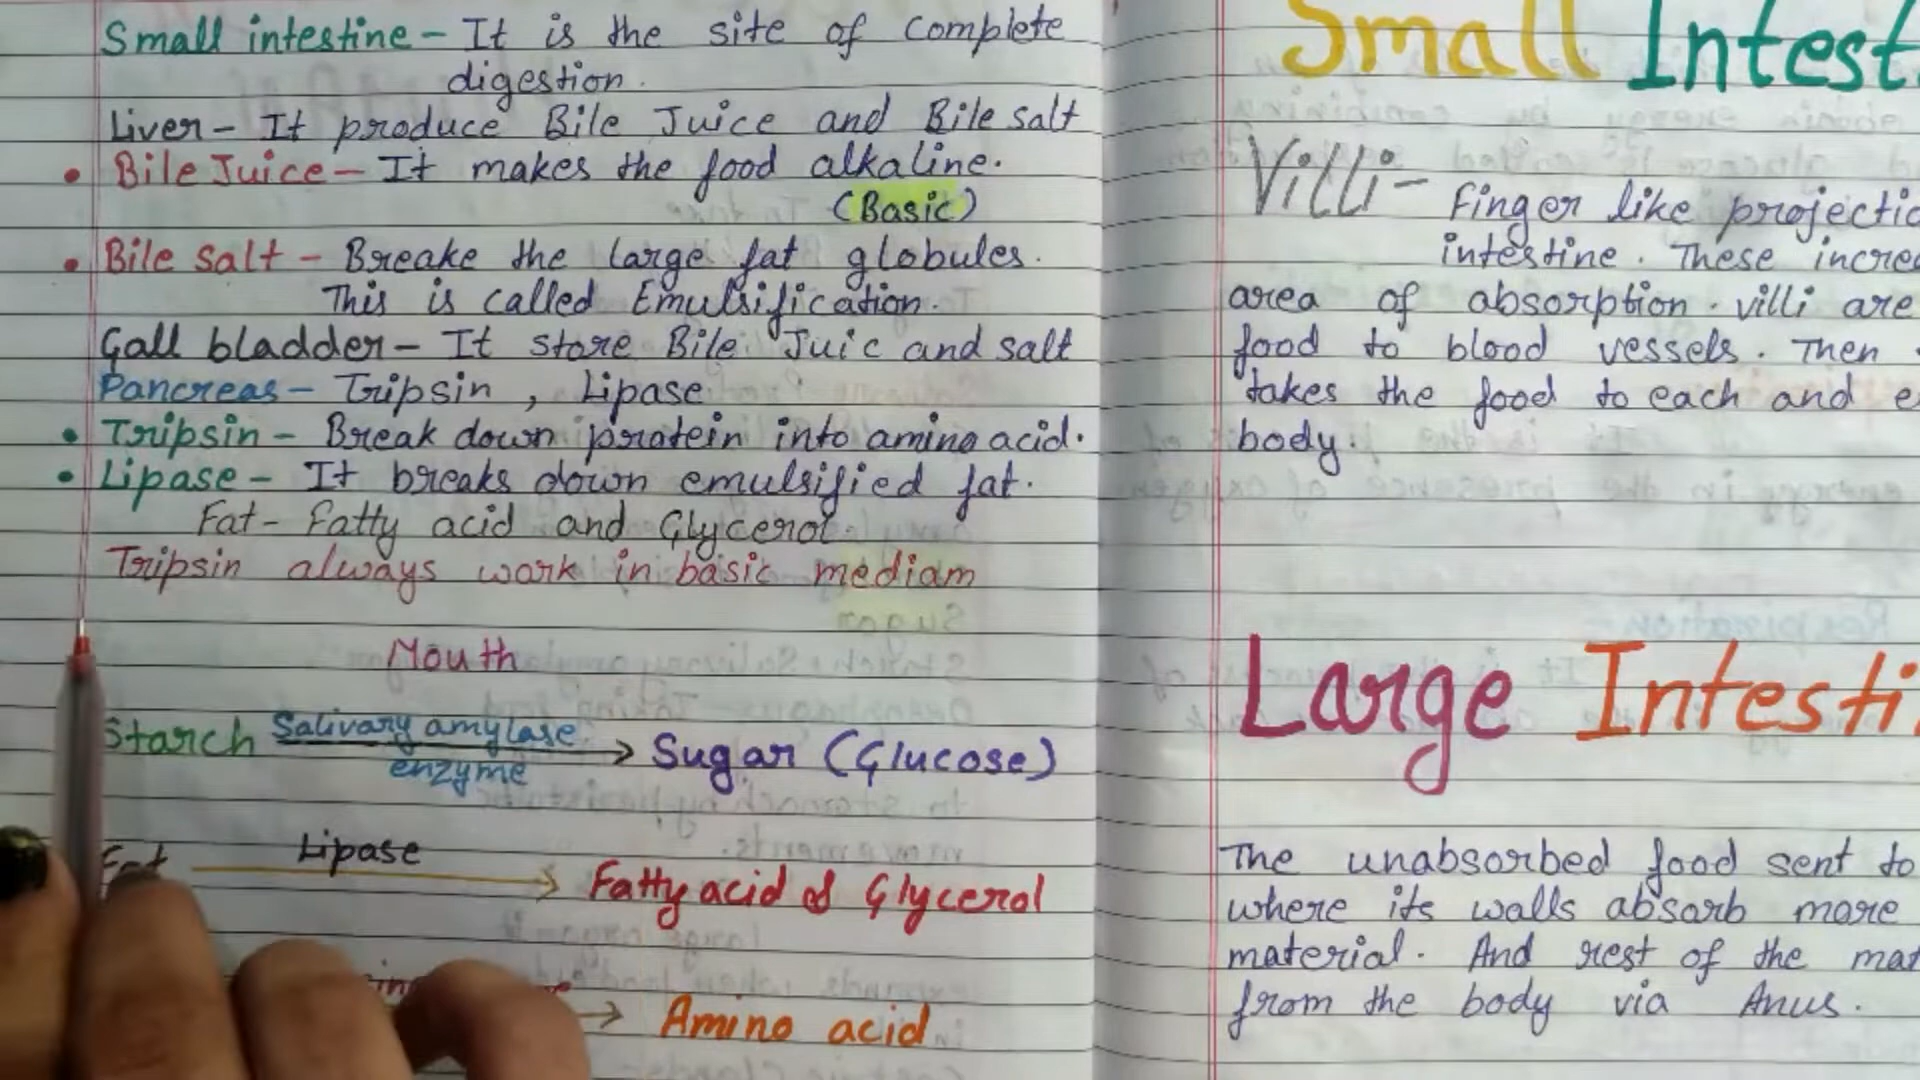 Small intestine - It is the site of complete
digestion.
Liver - It produce Bile Juice and Bile salt
• Bile Juice - It makes the food alkaline.
(Basic)
• Bile salt - Breake the large fat globules.
This is called Emulsification.
Gall bladder - It store Bile Juic and salt
Pancreas - Tripsin , Lipase
• Tripsin - Break down protein into amino acid.
• Lipase - It breaks down emulsified fat.
Fat - Fatty acid and Glycerol.
Tripsin always work in basic mediam
Mouth
Starch Salivary amylase → Sugar (Glucose)
enzyme
Fat Lipase → Fatty acid & Glycerol
→ Amino acid
Small Intest
Villi - Finger like projectio
intestine. These increa
area of absorption. villi are
food to blood vessels. Then
takes the food to each and e
body.
Large Intesti
The unabsorbed food sent to
where its walls absorb more
material. And rest of the mat
from the body via Anus.